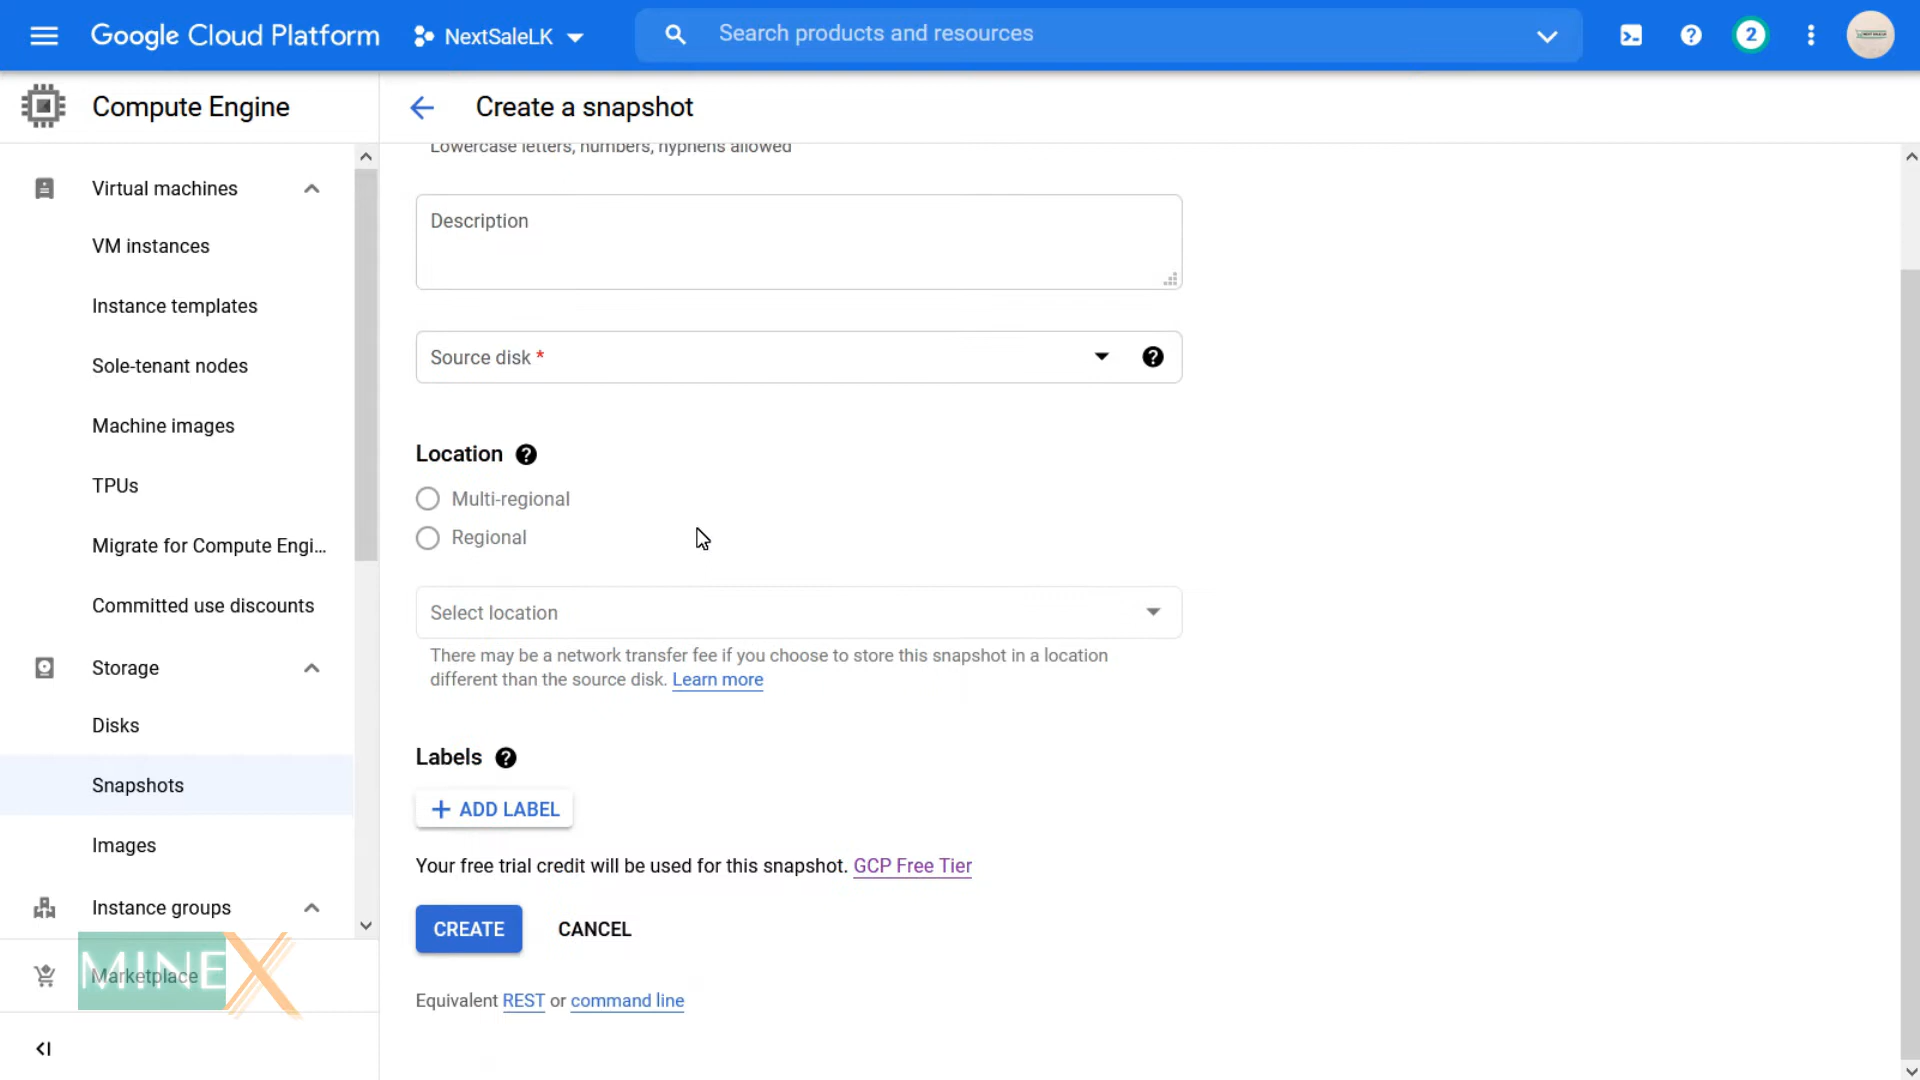 Google Cloud Platform
NextSaleLK
Search products and resources
2
Compute Engine
Create a snapshot
Virtual machines
VM instances
Instance templates
Sole-tenant nodes
Machine images
TPUs
Migrate for Compute Engi...
Committed use discounts
Storage
Disks
Snapshots
Images
Instance groups
Marketplace
MINEX
Lowercase letters, numbers, hyphens allowed
Description
Source disk *
Location
Multi-regional
Regional
Select location
There may be a network transfer fee if you choose to store this snapshot in a location
different than the source disk. Learn more
Labels
+ ADD LABEL
Your free trial credit will be used for this snapshot. GCP Free Tier
CREATE
CANCEL
Equivalent REST or command line